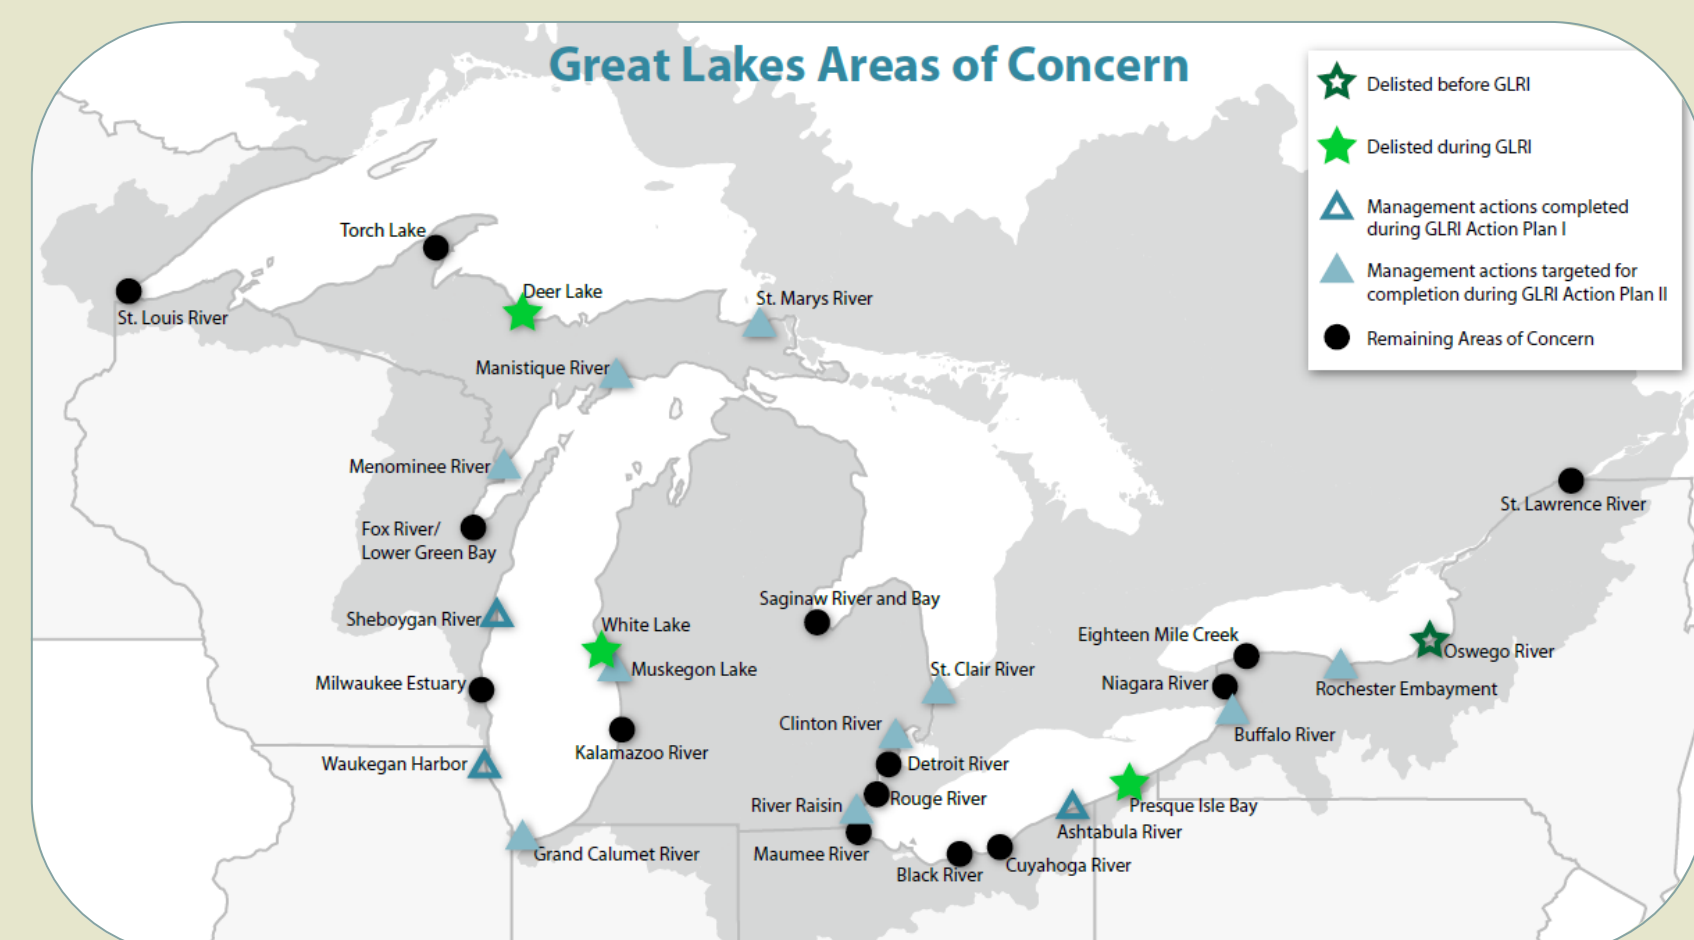 Great Lakes Areas of Concern
Delisted before GLRI
Delisted during GLRI
Management actions completed
during GLRI Action Plan I
Management actions targeted for
completion during GLRI Action Plan II
Remaining Areas of Concern
Torch Lake
Deer Lake
St. Marys River
St. Louis River
Manistique River
Menominee River
St. Lawrence River
Fox River/
Lower Green Bay
Saginaw River and Bay
Sheboygan River
White Lake
Eighteen Mile Creek
Oswego River
Muskegon Lake
St. Clair River
Milwaukee Estuary
Niagara River
Rochester Embayment
Clinton River
Buffalo River
Kalamazoo River
Waukegan Harbor
Detroit River
Rouge River
River Raisin
Presque Isle Bay
Ashtabula River
Grand Calumet River
Maumee River
Cuyahoga River
Black River